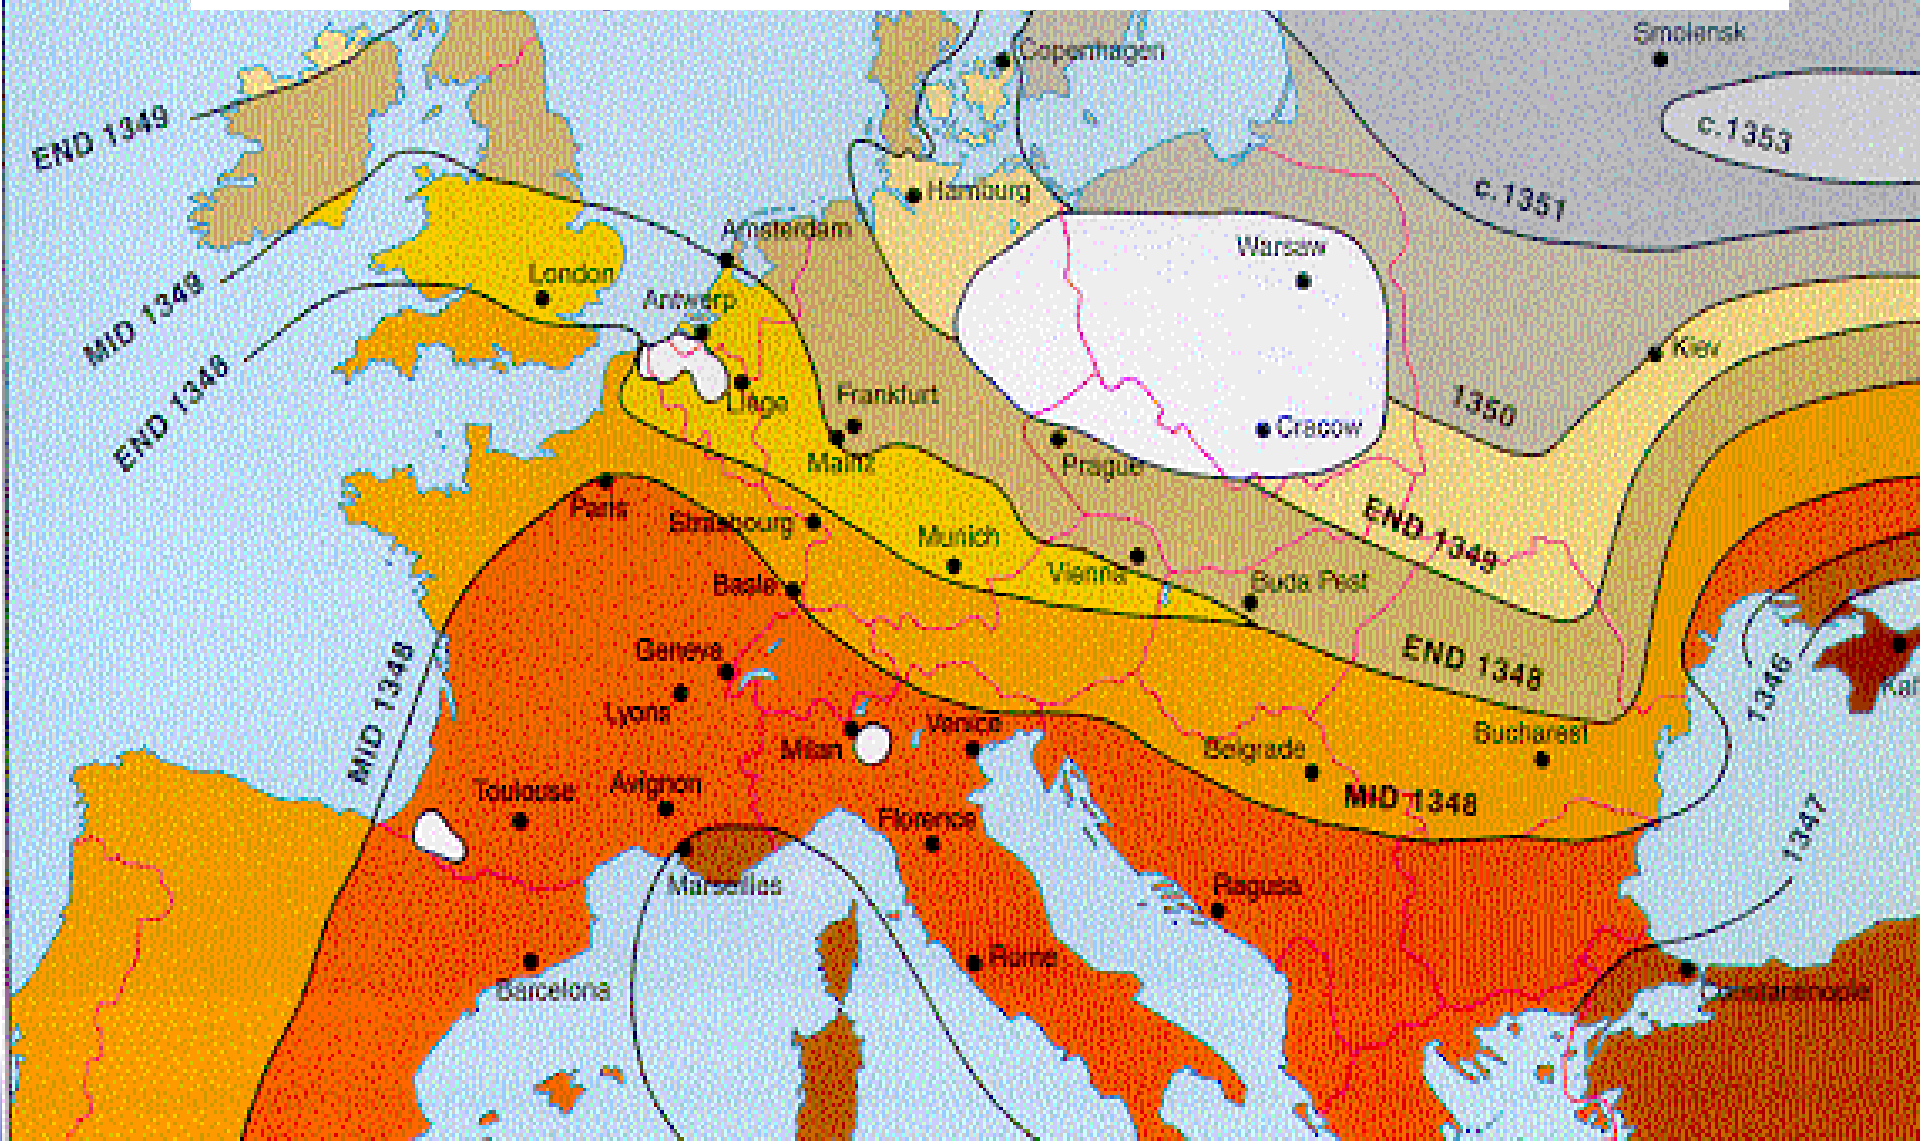 Smolensk
Copenhagen
END 1349
c.1353
Hamburg
c.1351
Amsterdam
Warsaw
London
Antwerp
MID 1349
Kiev
END 1348
Liege
Frankfurt
1350
Cracow
Mainz
Prague
Paris
Strasbourg
END 1349
Munich
Vienna
Buda Pest
Basle
Geneva
END 1348
MID 1348
1346
Lyons
Venice
Milan
Belgrade
Bucharest
Toulouse
Avignon
MID 1348
Florence
1347
Marseilles
Ragusa
Rome
Barcelona